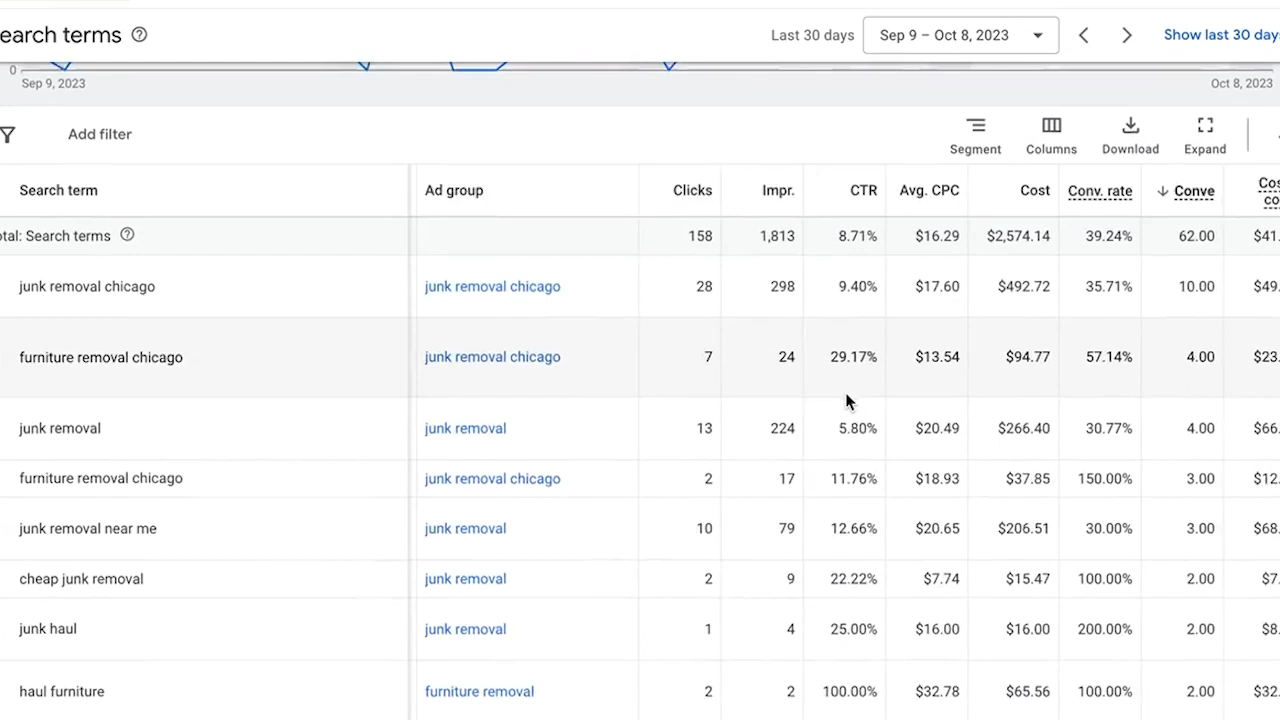 earch terms
Last 30 days
Sep 9 – Oct 8, 2023
Show last 30 day
0
Sep 9, 2023
Oct 8, 2023
Add filter
Segment
Columns
Download
Expand
Search term Ad group Clicks Impr. CTR Avg. CPC Cost Conv. rate Conve Cos
co
otal: Search terms 158 1,813 8.71% $16.29 $2,574.14 39.24% 62.00 $41.
junk removal chicago junk removal chicago 28 298 9.40% $17.60 $492.72 35.71% 10.00 $49.
furniture removal chicago junk removal chicago 7 24 29.17% $13.54 $94.77 57.14% 4.00 $23.
junk removal junk removal 13 224 5.80% $20.49 $266.40 30.77% 4.00 $66.
furniture removal chicago junk removal chicago 2 17 11.76% $18.93 $37.85 150.00% 3.00 $12.
junk removal near me junk removal 10 79 12.66% $20.65 $206.51 30.00% 3.00 $68.
cheap junk removal junk removal 2 9 22.22% $7.74 $15.47 100.00% 2.00 $7.
junk haul junk removal 1 4 25.00% $16.00 $16.00 200.00% 2.00 $8.
haul furniture furniture removal 2 2 100.00% $32.78 $65.56 100.00% 2.00 $32.